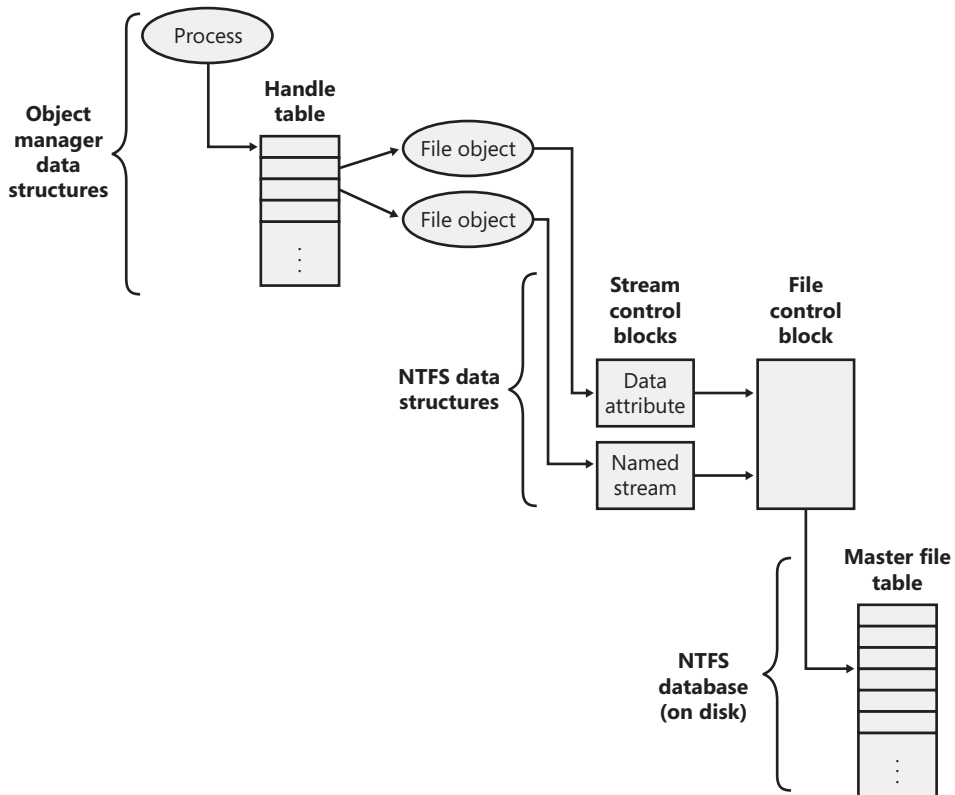 Process
Handle
table
Object
manager
data
structures
File object
File object
Stream
control
blocks
File
control
block
NTFS data
structures
Data
attribute
Named
stream
Master file
table
NTFS
database
(on disk)